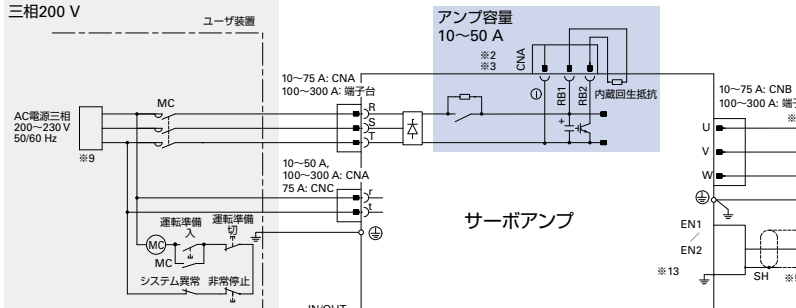 三相200 V
ユーザ装置
アンプ容量
10～50 A
※2
※3
CNA
⊖
RB1
RB2
内蔵回生抵抗
10～75 A: CNA
100～300 A: 端子台
10～75 A: CNB
100～300 A: 端子
MC
AC電源三相
200～230 V
50/60 Hz
※9
R
S
T
+
U
V
W
10～50 A,
100～300 A: CNA
75 A: CNC
r
t
運転準備
入
運転準備
切
MC
MC
サーボアンプ
EN1
／
EN2
※13
SH
システム異常
非常停止
IN/OUT